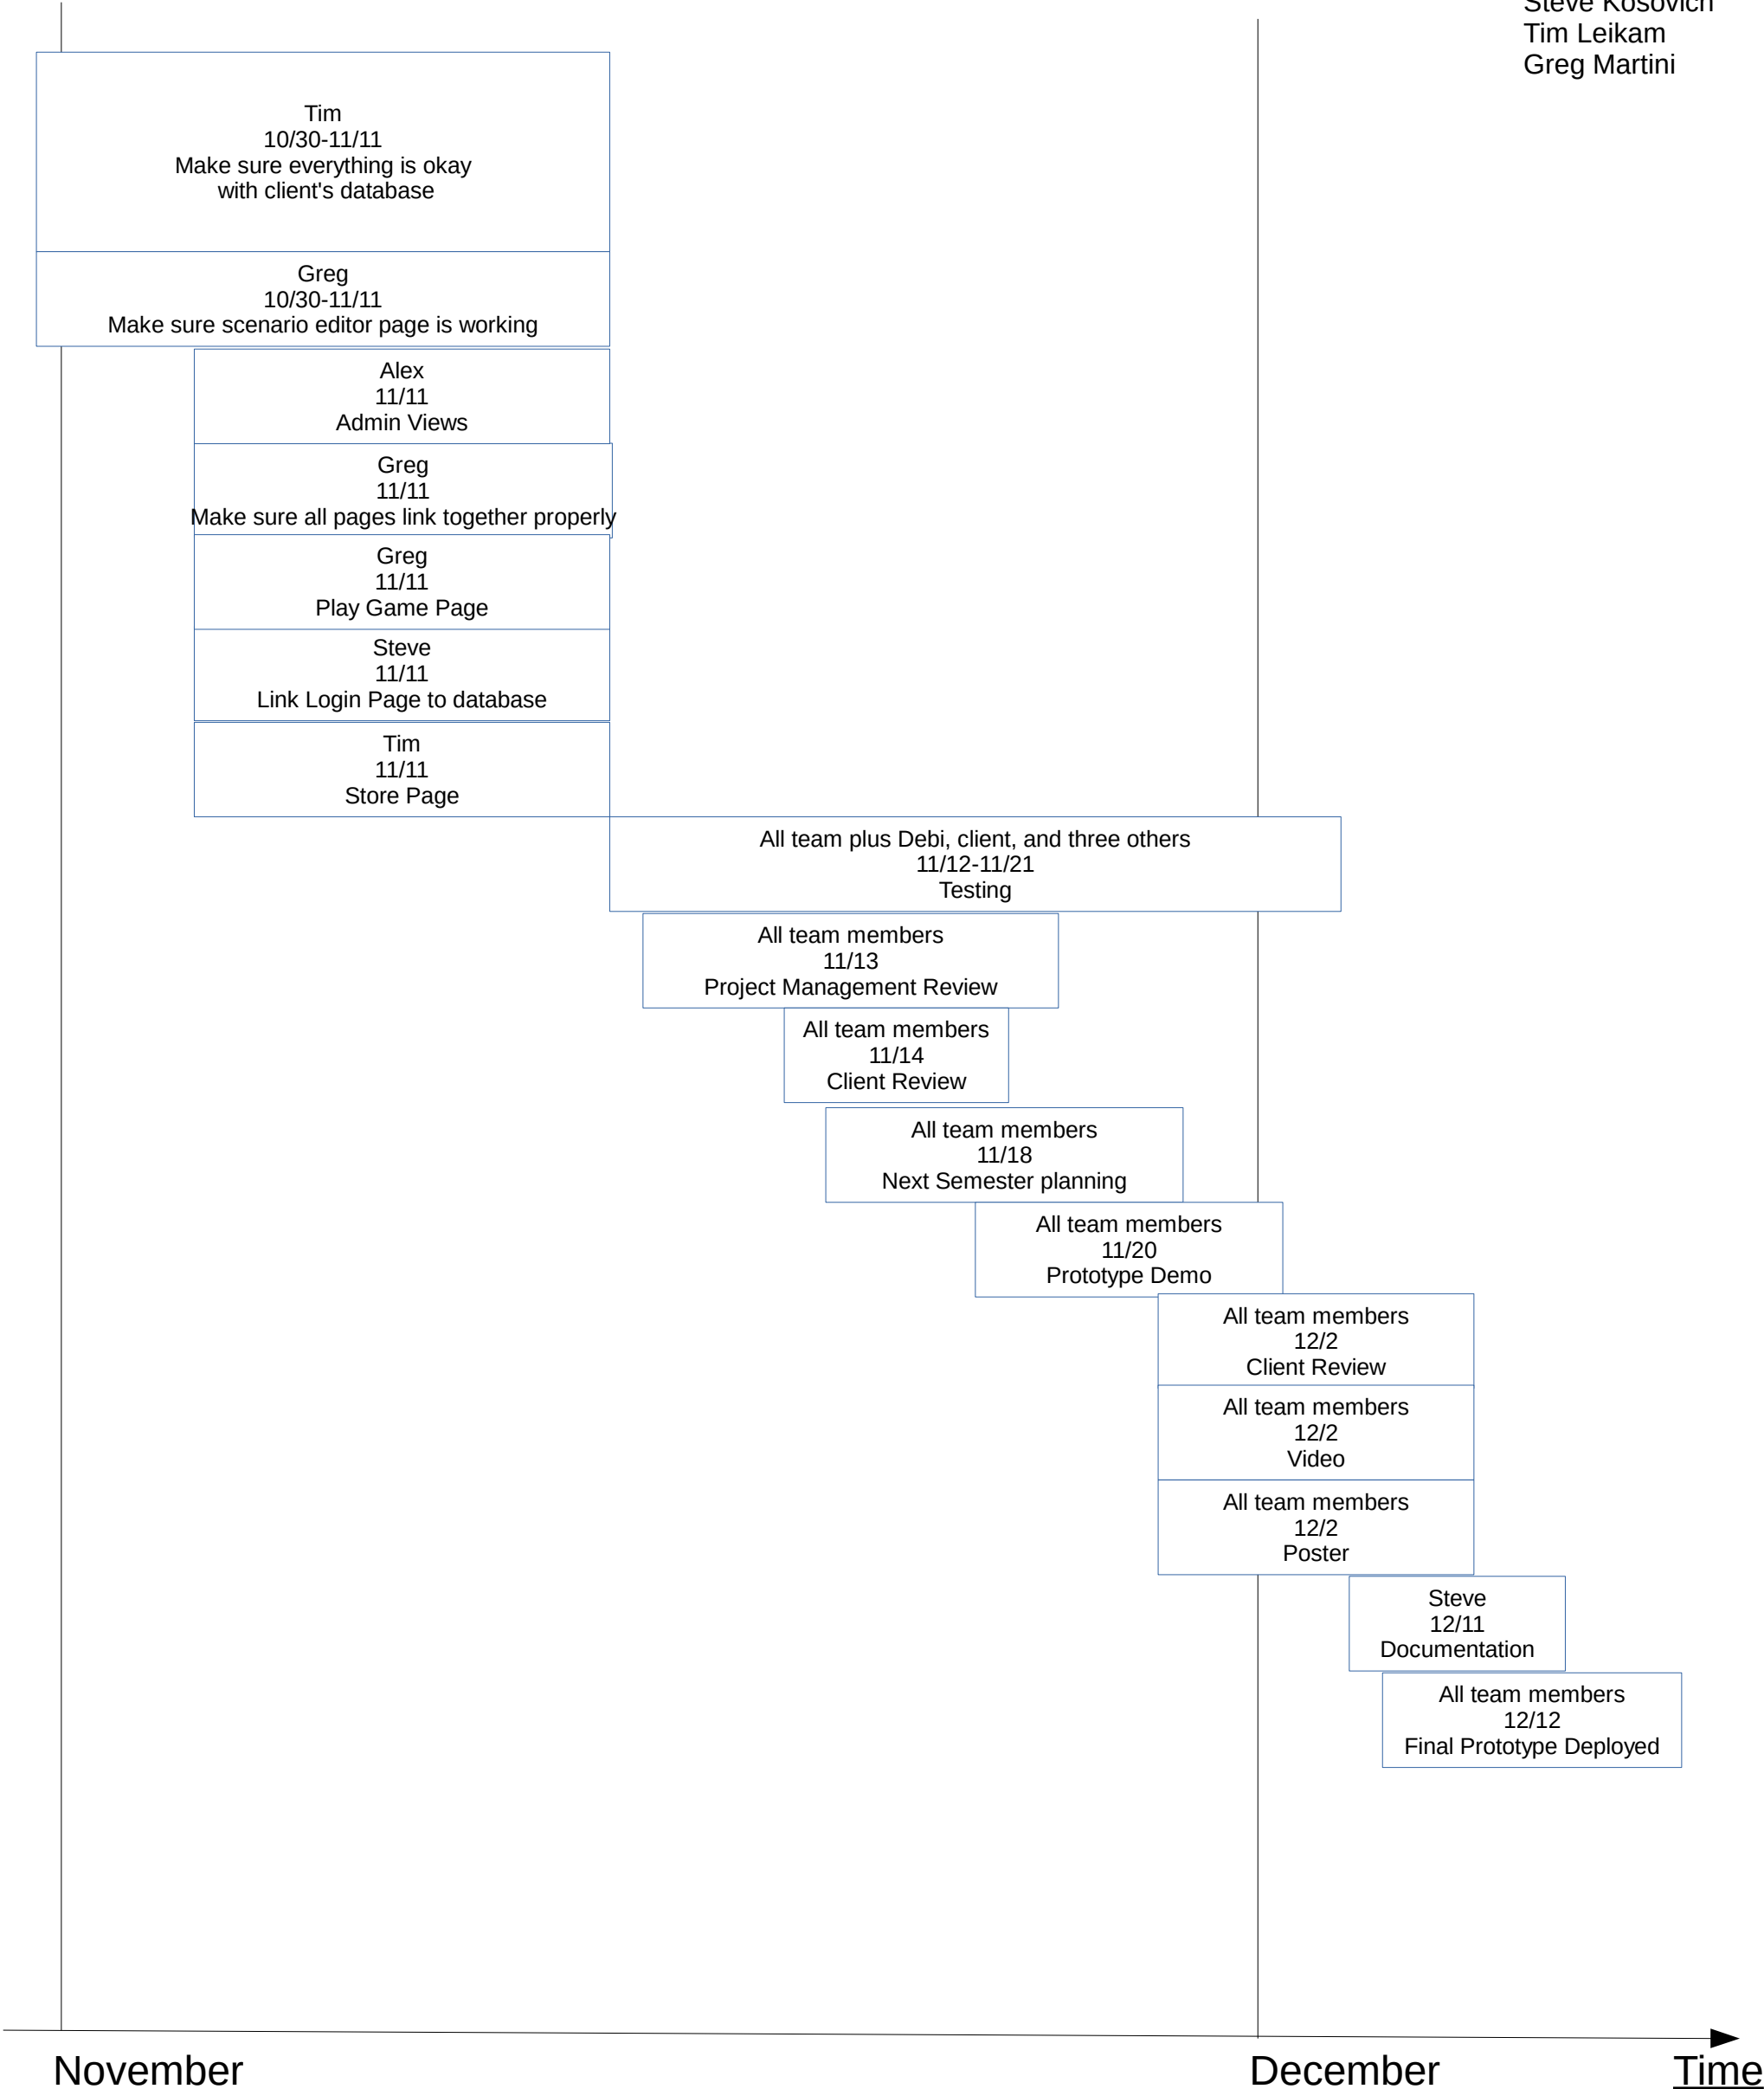 Steve Kosovich
Tim Leikam
Greg Martini
Tim
10/30-11/11
Make sure everything is okay
with client's database
Greg
10/30-11/11
Make sure scenario editor page is working
Alex
11/11
Admin Views
Greg
11/11
Make sure all pages link together properly
Greg
11/11
Play Game Page
Steve
11/11
Link Login Page to database
Tim
11/11
Store Page
All team plus Debi, client, and three others
11/12-11/21
Testing
All team members
11/13
Project Management Review
All team members
11/14
Client Review
All team members
11/18
Next Semester planning
All team members
11/20
Prototype Demo
All team members
12/2
Client Review
All team members
12/2
Video
All team members
12/2
Poster
Steve
12/11
Documentation
All team members
12/12
Final Prototype Deployed
November
December
Time